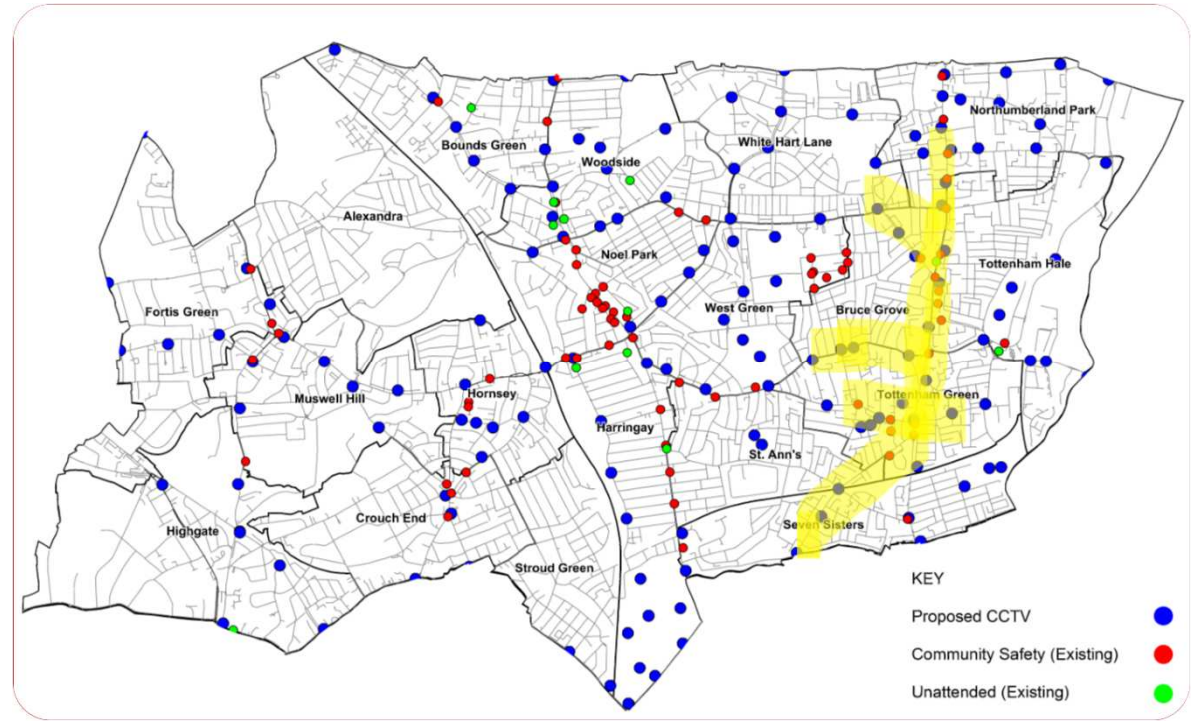 Northumberland Park
White Hart Lane
Bounds Green
Woodside
Alexandra
Noel Park
Tottenham Hale
Fortis Green
West Green
Bruce Grove
Muswell Hill
Hornsey
Tottenham Green
Harringay
St. Ann's
Crouch End
Seven Sisters
Highgate
Stroud Green
KEY
Proposed CCTV
Community Safety (Existing)
Unattended (Existing)